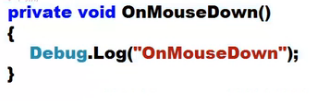 private void OnMouseDown()
{
Debug.Log("OnMouseDown");
}